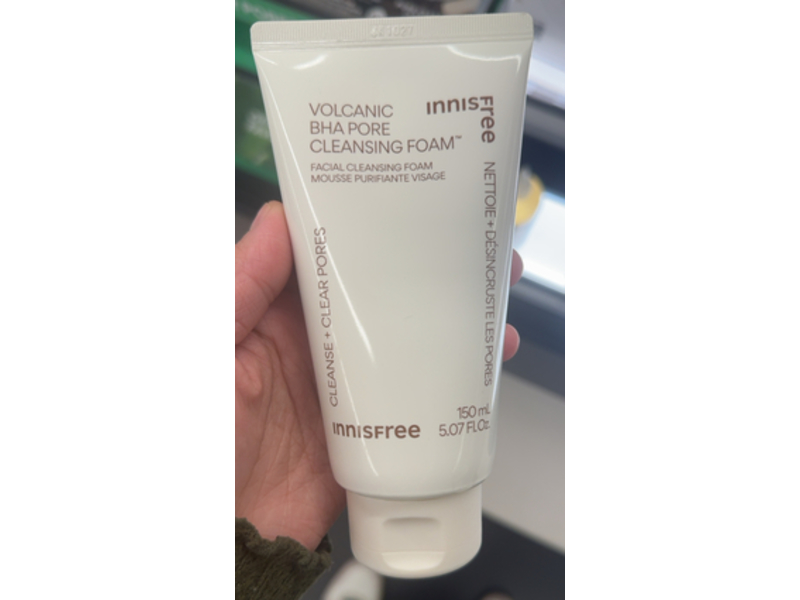 VOLCANIC
BHA PORE
CLEANSING FOAM™
FACIAL CLEANSING FOAM
MOUSSE PURIFIANTE VISAGE
innisfree
CLEANSE + CLEAR PORES
NETTOIE + DÉSINCRUSTE LES PORES
innisfree
150 mL
5.07 Fl.Oz.